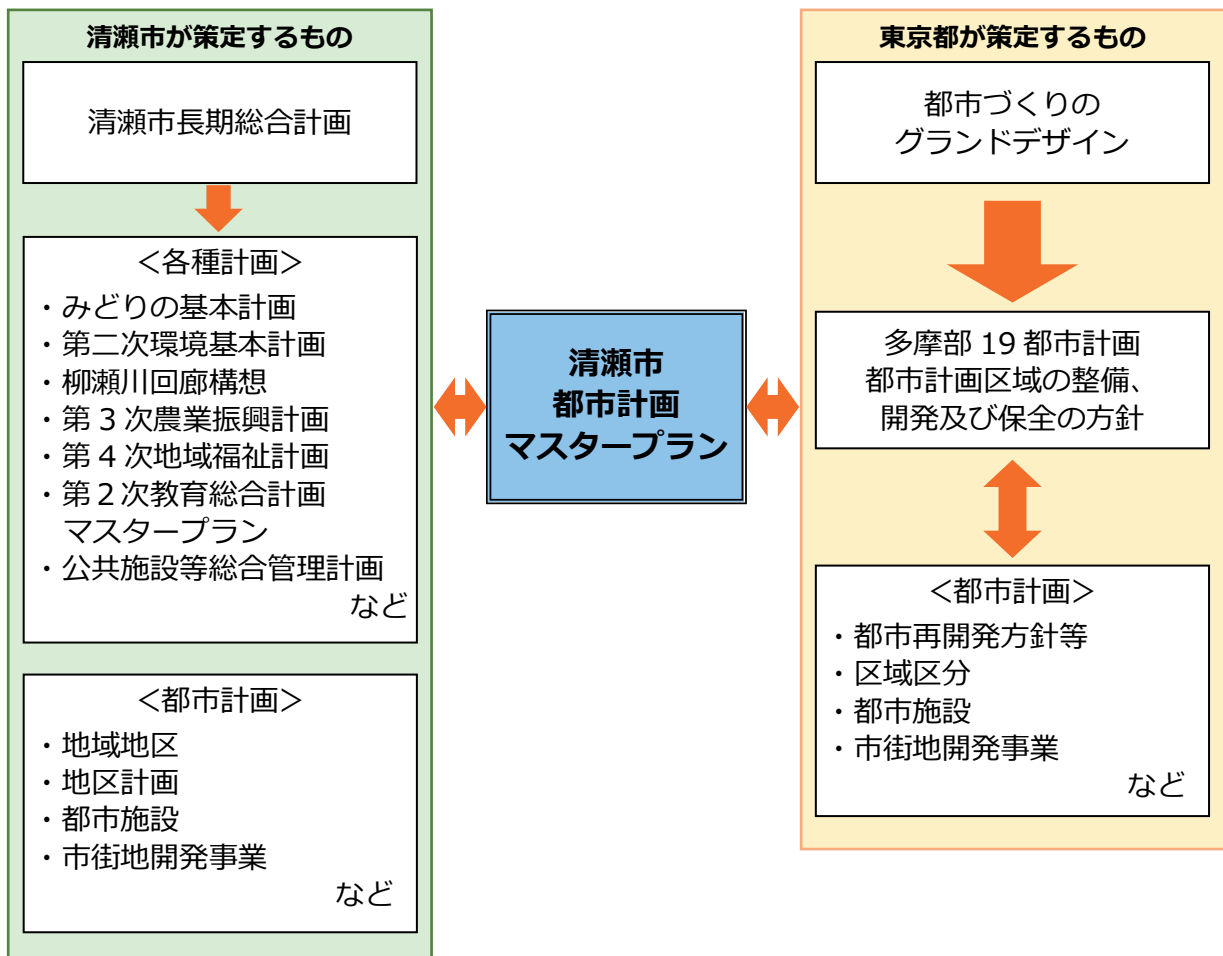 清瀬市が策定するもの
清瀬市長期総合計画
＜各種計画＞
・みどりの基本計画
・第二次環境基本計画
・柳瀬川回廊構想
・第3次農業振興計画
・第4次地域福祉計画
・第2次教育総合計画
マスタープラン
・公共施設等総合管理計画
など
＜都市計画＞
・地域地区
・地区計画
・都市施設
・市街地開発事業
など
清瀬市
都市計画
マスタープラン
東京都が策定するもの
都市づくりの
グランドデザイン
多摩部 19 都市計画
都市計画区域の整備、
開発及び保全の方針
＜都市計画＞
・都市再開発方針等
・区域区分
・都市施設
・市街地開発事業
など